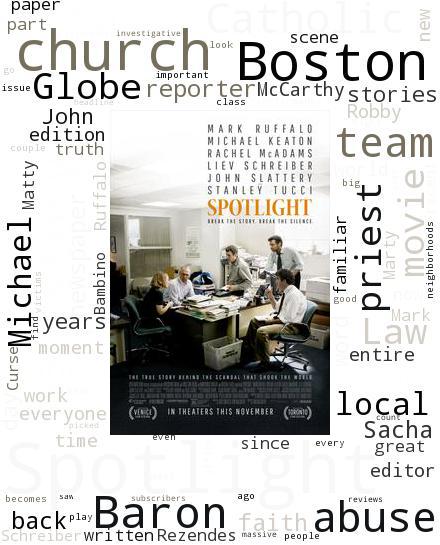 paper
part
investigative
Catholic
new
church
look
scene
go
Boston
issue
Globe
important
reporter
McCarthy
stories
class
headline
John
edition
Robby
couple
truth
team
Matty
Ruffalo
MARK RUFFALO
MICHAEL KEATON
RACHEL McADAMS
LIEV SCHREIBER
JOHN SLATTERY
STANLEY TUCCI
SPOTLIGHT
BREAK THE STORY. BREAK THE SILENCE.
big
priest
movie
Michael
familiar
Marty
neighborhoods
Bambino
find
victims
years
good
Mark
Law
Curse
moment
entire
THE TRUE STORY BEHIND THE SCANDAL THAT SHOOK THE WORLD
VENICE
IN THEATERS THIS NOVEMBER
TORONTO
work
everyone
local
count
day
picked
Sacha
time
even
since
every
great
Spotlight
editor
becomes
saw
subscribers
ago
reviews
back
play
Baron
faith
abuse
Schreiber
written
Rezendes
massive
people